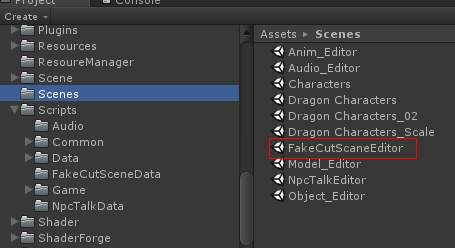 Project
Console
Create
Plugins
Resources
ResoureManager
Scene
Scenes
Scripts
Audio
Common
Data
FakeCutSceneData
Game
NpcTalkData
Shader
ShaderForge
Assets ▸ Scenes
Anim_Editor
Audio_Editor
Characters
Dragon Characters
Dragon Characters_02
Dragon Characters_Scale
FakeCutScaneEditor
Model_Editor
NpcTalkEditor
Object_Editor